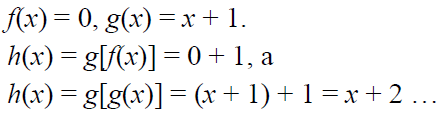 f(x) = 0, g(x) = x + 1.
h(x) = g[f(x)] = 0 + 1, a
h(x) = g[g(x)] = (x + 1) + 1 = x + 2 …